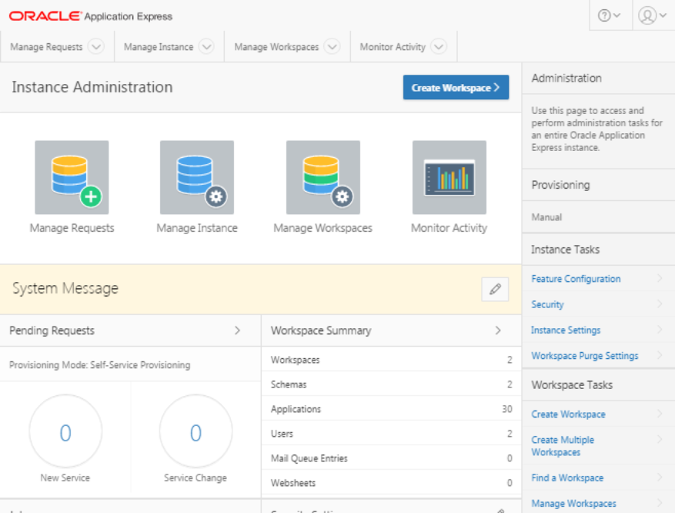 ORACLE Application Express
Manage Requests
Manage Instance
Manage Workspaces
Monitor Activity
Instance Administration
Create Workspace
Manage Requests
Manage Instance
Manage Workspaces
Monitor Activity
System Message
Pending Requests
Provisioning Mode: Self-Service Provisioning
0
New Service
0
Service Change
Workspace Summary
Workspaces 2
Schemas 2
Applications 30
Users 2
Mail Queue Entries 0
Websheets 0
Administration
Use this page to access and
perform administration tasks for
an entire Oracle Application
Express instance.
Provisioning
Manual
Instance Tasks
Feature Configuration
Security
Instance Settings
Workspace Purge Settings
Workspace Tasks
Create Workspace
Create Multiple
Workspaces
Find a Workspace
Manage Workspaces